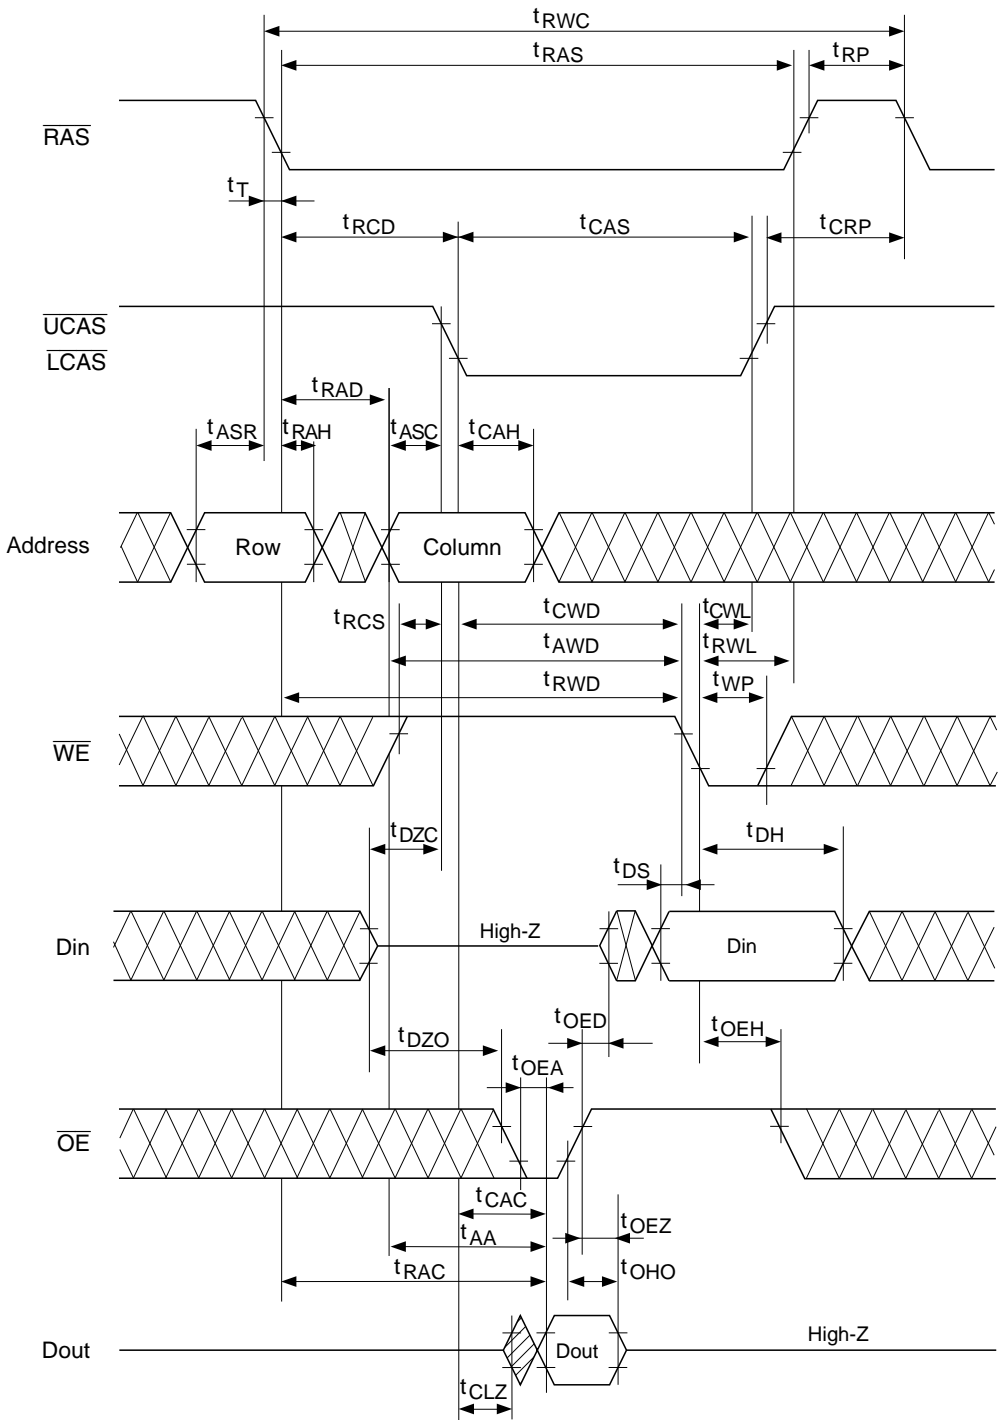 tRWC
tRAS
tRP
RAS
tT
tRCD
tCAS
tCRP
UCAS
LCAS
tRAD
tASR
tRAH
tASC
tCAH
Address
Row
Column
tRCS
tCWD
tCWL
tAWD
tRWL
tRWD
tWP
WE
tDZC
tDH
tDS
Din
High-Z
Din
tOED
tOEH
tDZO
tOEA
OE
tCAC
tOEZ
tAA
tRAC
tOHO
Dout
Dout
High-Z
tCLZ